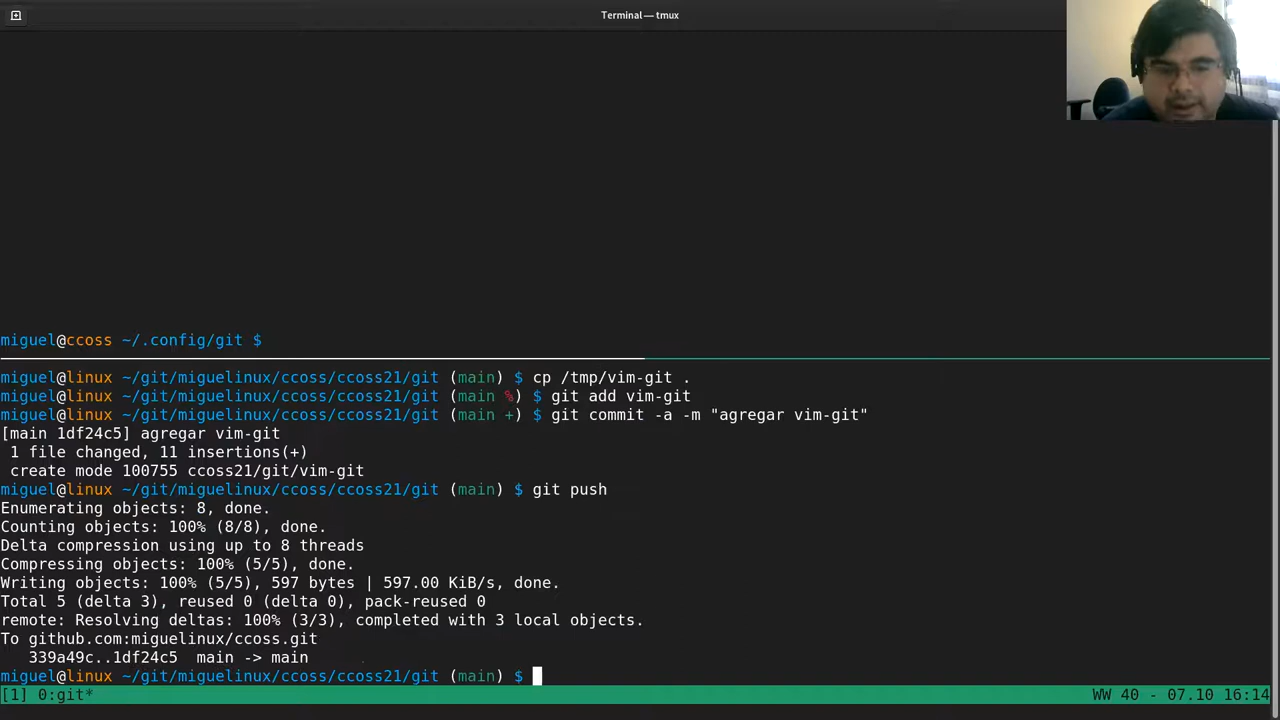 Terminal — tmux
miguel@ccoss ~/.config/git $
miguel@linux ~/git/miguelinux/ccoss/ccoss21/git (main) $ cp /tmp/vim-git .
miguel@linux ~/git/miguelinux/ccoss/ccoss21/git (main %) $ git add vim-git
miguel@linux ~/git/miguelinux/ccoss/ccoss21/git (main +) $ git commit -a -m "agregar vim-git"
[main 1df24c5] agregar vim-git
 1 file changed, 11 insertions(+)
 create mode 100755 ccoss21/git/vim-git
miguel@linux ~/git/miguelinux/ccoss/ccoss21/git (main) $ git push
Enumerating objects: 8, done.
Counting objects: 100% (8/8), done.
Delta compression using up to 8 threads
Compressing objects: 100% (5/5), done.
Writing objects: 100% (5/5), 597 bytes | 597.00 KiB/s, done.
Total 5 (delta 3), reused 0 (delta 0), pack-reused 0
remote: Resolving deltas: 100% (3/3), completed with 3 local objects.
To github.com:miguelinux/ccoss.git
   339a49c..1df24c5  main -> main
miguel@linux ~/git/miguelinux/ccoss/ccoss21/git (main) $
[1] 0:git* WW 40 - 07.10 16:14